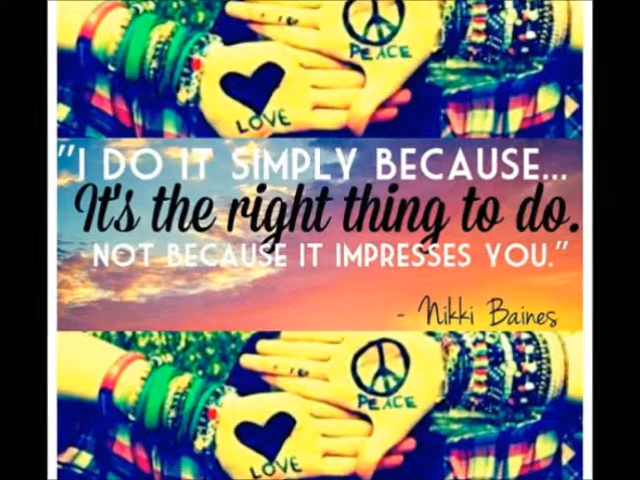 PEACE
LOVE
"I DO IT SIMPLY BECAUSE...
It's the right thing to do.
NOT BECAUSE IT IMPRESSES YOU."
- Nikki Baines
PEACE
LOVE